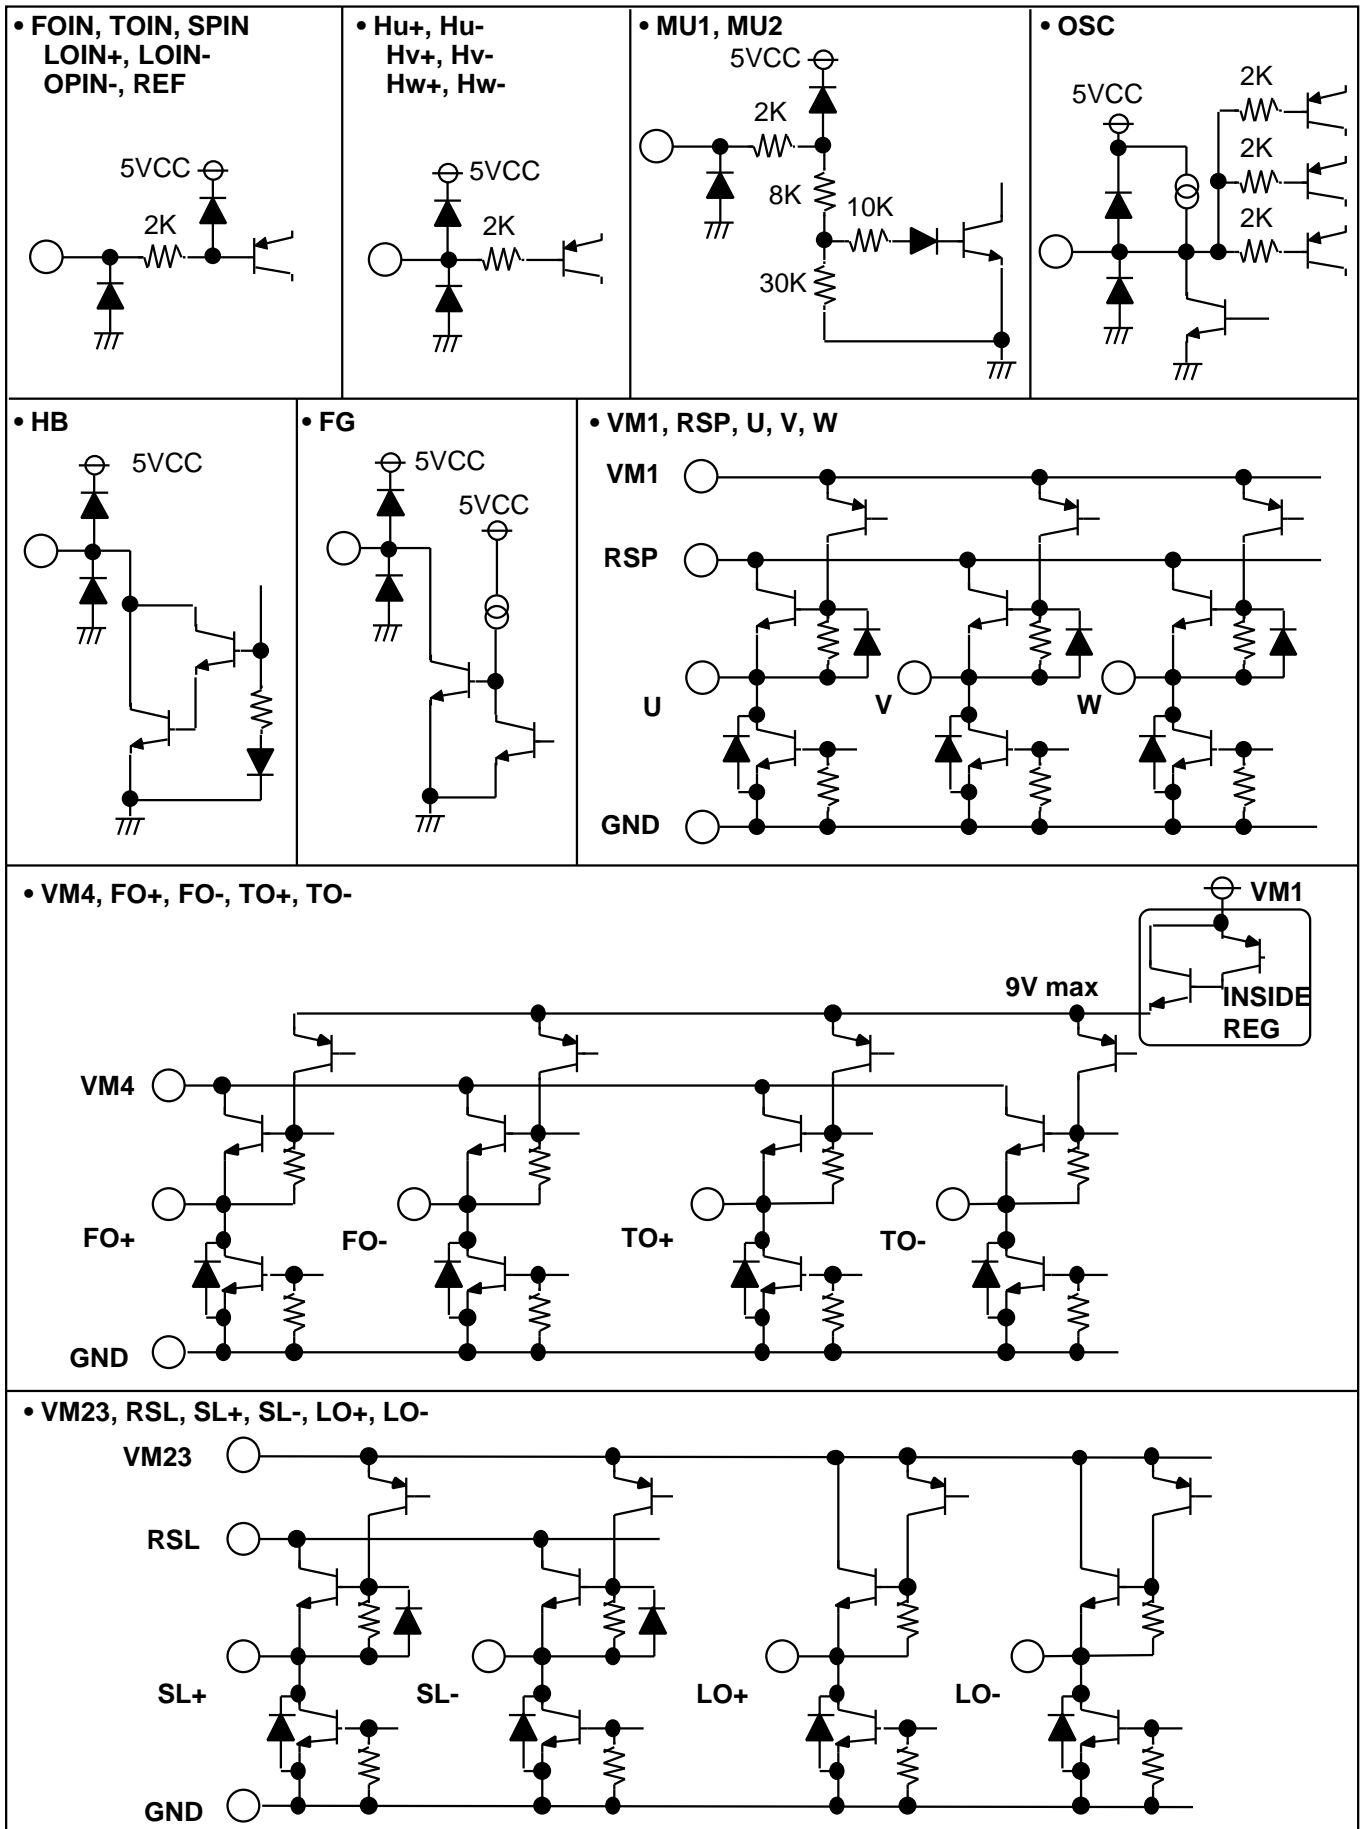 • FOIN, TOIN, SPIN
LOIN+, LOIN-
OPIN-, REF
5VCC
2K
• Hu+, Hu-
Hv+, Hv-
Hw+, Hw-
5VCC
2K
• MU1, MU2
5VCC
2K
8K
10K
30K
• OSC
5VCC
2K
2K
2K
• HB
5VCC
• FG
5VCC
5VCC
• VM1, RSP, U, V, W
VM1
RSP
U
V
W
GND
• VM4, FO+, FO-, TO+, TO-
VM1
INSIDE
REG
9V max
VM4
FO+
FO-
TO+
TO-
GND
• VM23, RSL, SL+, SL-, LO+, LO-
VM23
RSL
SL+
SL-
LO+
LO-
GND